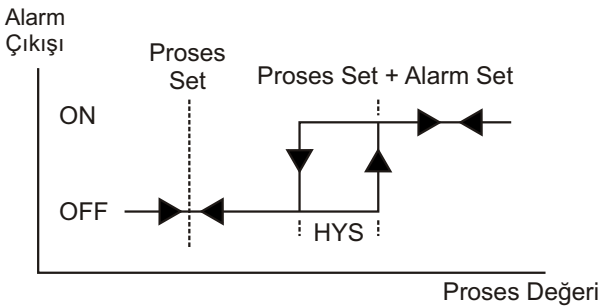 Alarm
Çıkışı
Proses
Set
Proses Set + Alarm Set
ON
OFF
HYS
Proses Değeri